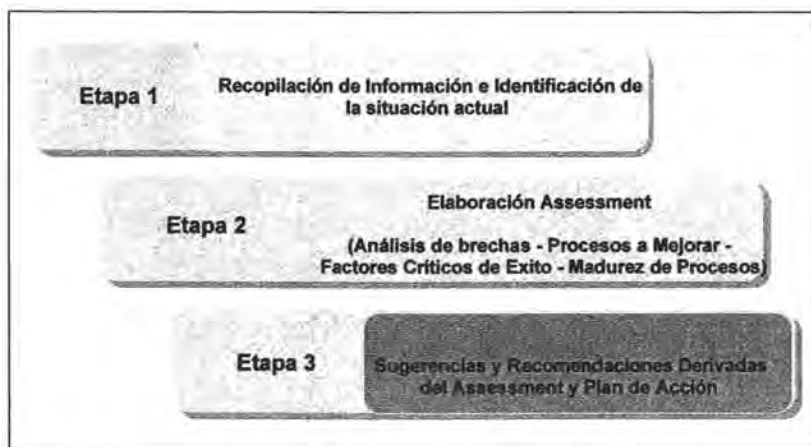 Etapa 1
Recopilación de Información e Identificación de
la situación actual
Etapa 2
Elaboración Assessment
(Análisis de brechas - Procesos a Mejorar -
Factores Criticos de Exito - Madurez de Procesos)
Etapa 3
Sugerencias y Recomendaciones Derivadas
del Assessment y Plan de Acción